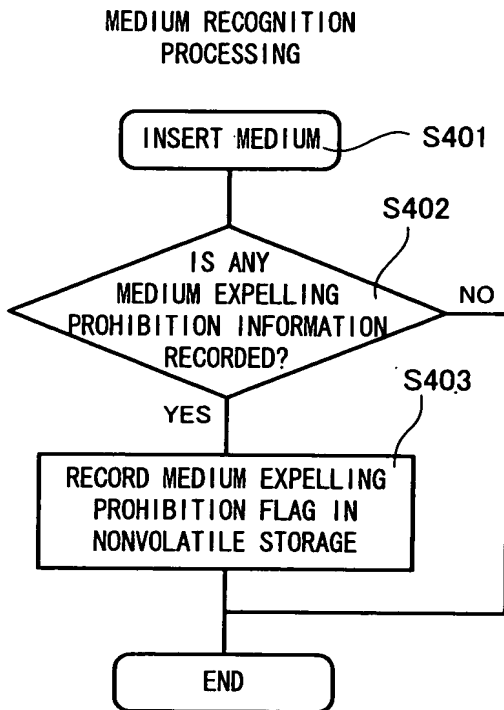 MEDIUM RECOGNITION
PROCESSING
INSERT MEDIUM
S401
S402
IS ANY
MEDIUM EXPELLING
PROHIBITION INFORMATION
RECORDED?
NO
YES
S403
RECORD MEDIUM EXPELLING
PROHIBITION FLAG IN
NONVOLATILE STORAGE
END